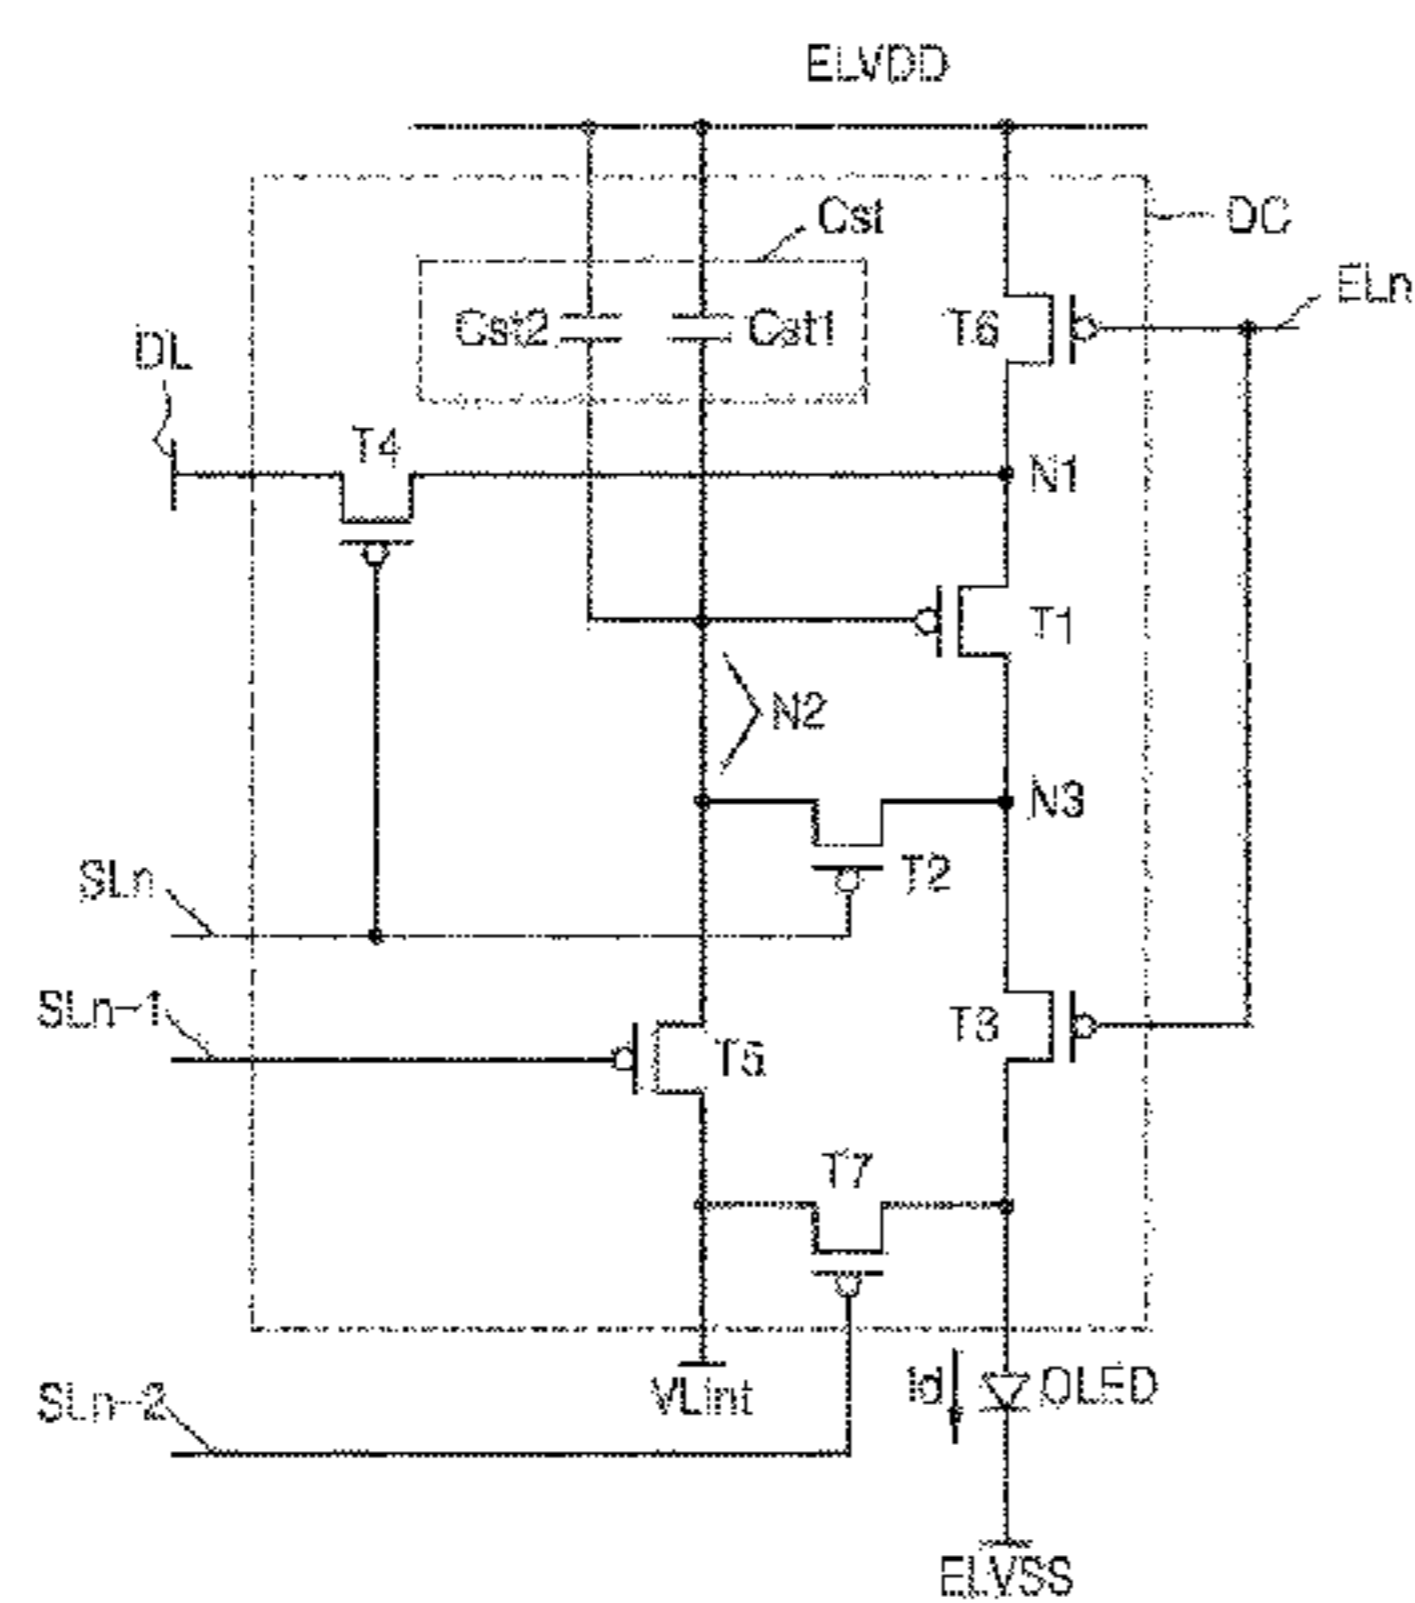 ELVDD
Cst
DC
ELn
Cst2
Cst1
T6
DL
T4
N1
T1
N2
N3
SLn
T2
SLn-1
T5
T3
T7
SLn-2
VLint
Id
OLED
ELVSS